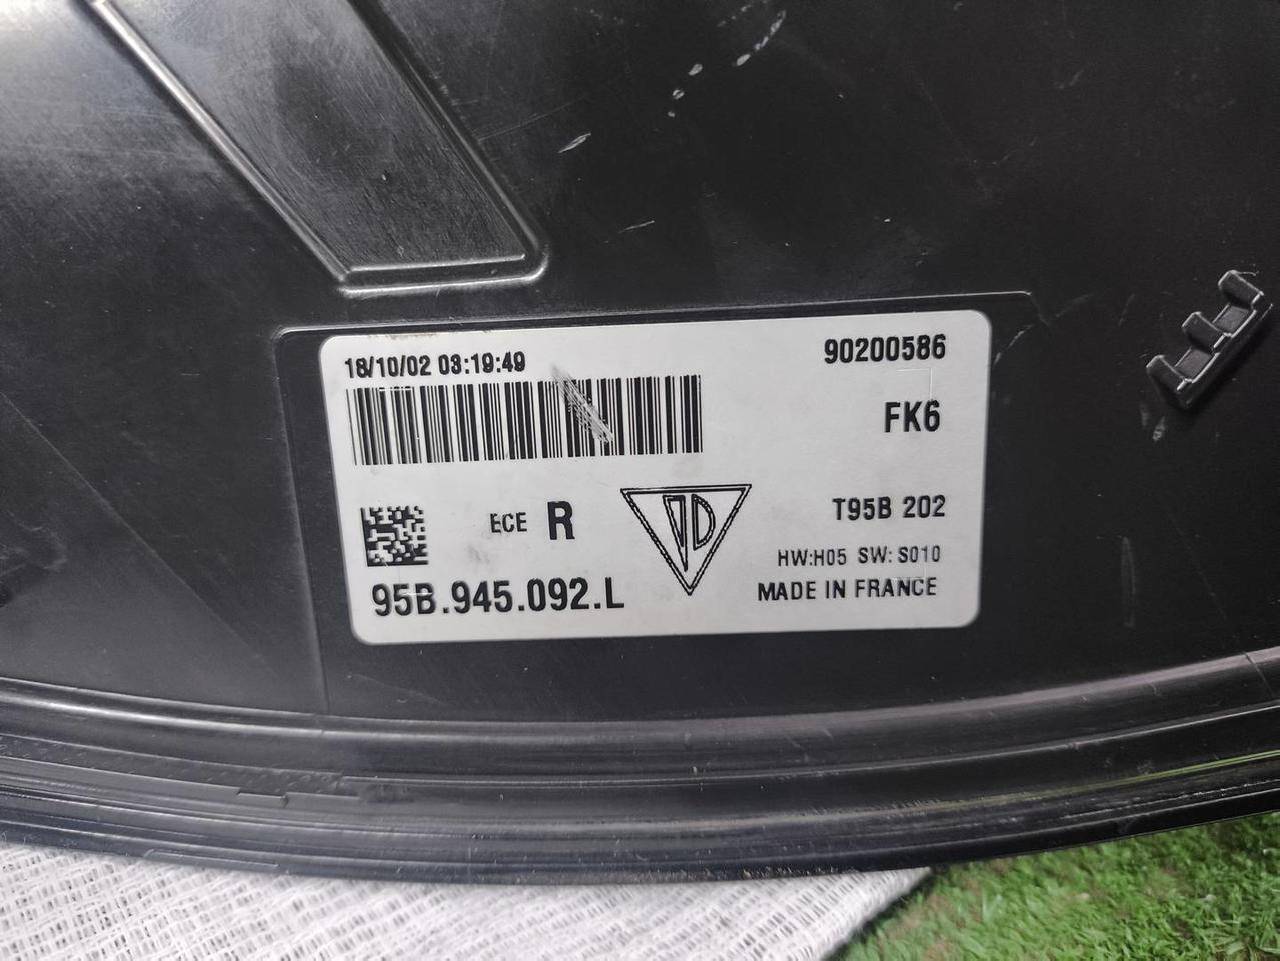 18/10/02 03:19:49
90200586
FK6
ECE R
T95B 202
HW:H05 SW: S010
95B.945.092.L
MADE IN FRANCE